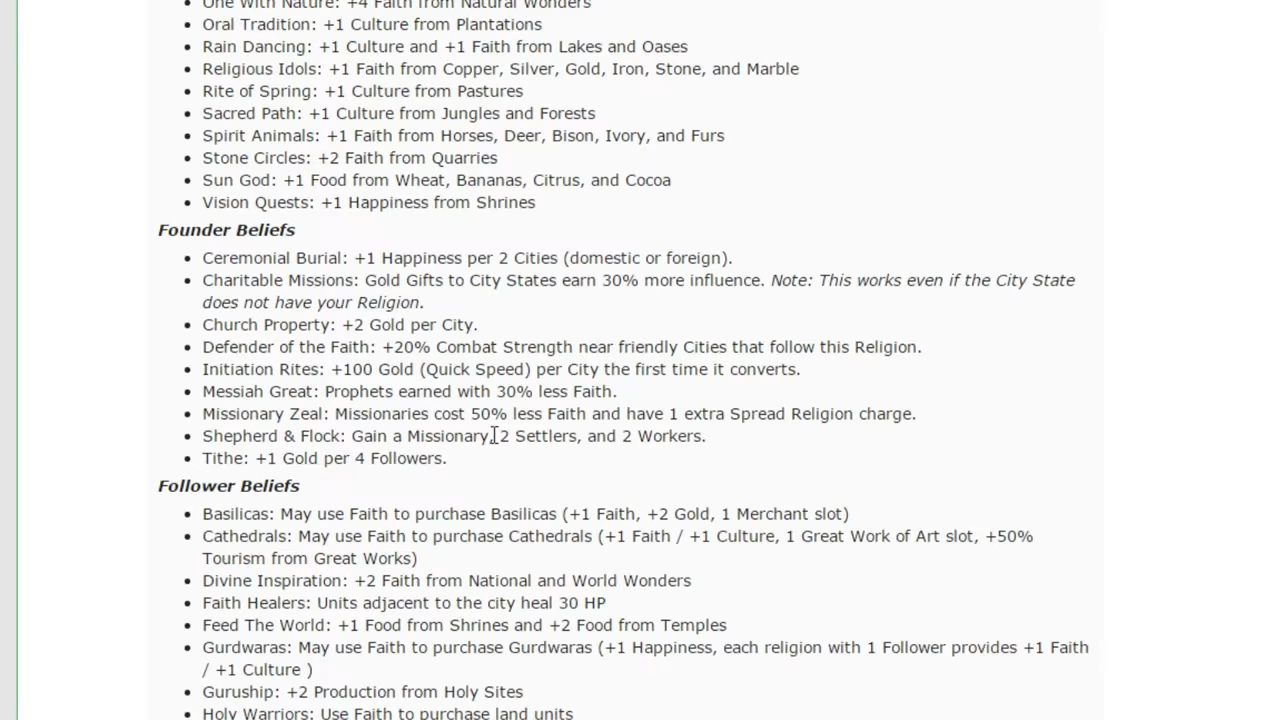 One With Nature: +4 Faith from Natural Wonders
Oral Tradition: +1 Culture from Plantations
Rain Dancing: +1 Culture and +1 Faith from Lakes and Oases
Religious Idols: +1 Faith from Copper, Silver, Gold, Iron, Stone, and Marble
Rite of Spring: +1 Culture from Pastures
Sacred Path: +1 Culture from Jungles and Forests
Spirit Animals: +1 Faith from Horses, Deer, Bison, Ivory, and Furs
Stone Circles: +2 Faith from Quarries
Sun God: +1 Food from Wheat, Bananas, Citrus, and Cocoa
Vision Quests: +1 Happiness from Shrines
Founder Beliefs
Ceremonial Burial: +1 Happiness per 2 Cities (domestic or foreign).
Charitable Missions: Gold Gifts to City States earn 30% more influence. Note: This works even if the City State
does not have your Religion.
Church Property: +2 Gold per City.
Defender of the Faith: +20% Combat Strength near friendly Cities that follow this Religion.
Initiation Rites: +100 Gold (Quick Speed) per City the first time it converts.
Messiah Great: Prophets earned with 30% less Faith.
Missionary Zeal: Missionaries cost 50% less Faith and have 1 extra Spread Religion charge.
Shepherd & Flock: Gain a Missionary, 2 Settlers, and 2 Workers.
Tithe: +1 Gold per 4 Followers.
Follower Beliefs
Basilicas: May use Faith to purchase Basilicas (+1 Faith, +2 Gold, 1 Merchant slot)
Cathedrals: May use Faith to purchase Cathedrals (+1 Faith / +1 Culture, 1 Great Work of Art slot, +50%
Tourism from Great Works)
Divine Inspiration: +2 Faith from National and World Wonders
Faith Healers: Units adjacent to the city heal 30 HP
Feed The World: +1 Food from Shrines and +2 Food from Temples
Gurdwaras: May use Faith to purchase Gurdwaras (+1 Happiness, each religion with 1 Follower provides +1 Faith
/ +1 Culture )
Guruship: +2 Production from Holy Sites
Holy Warriors: Use Faith to purchase land units